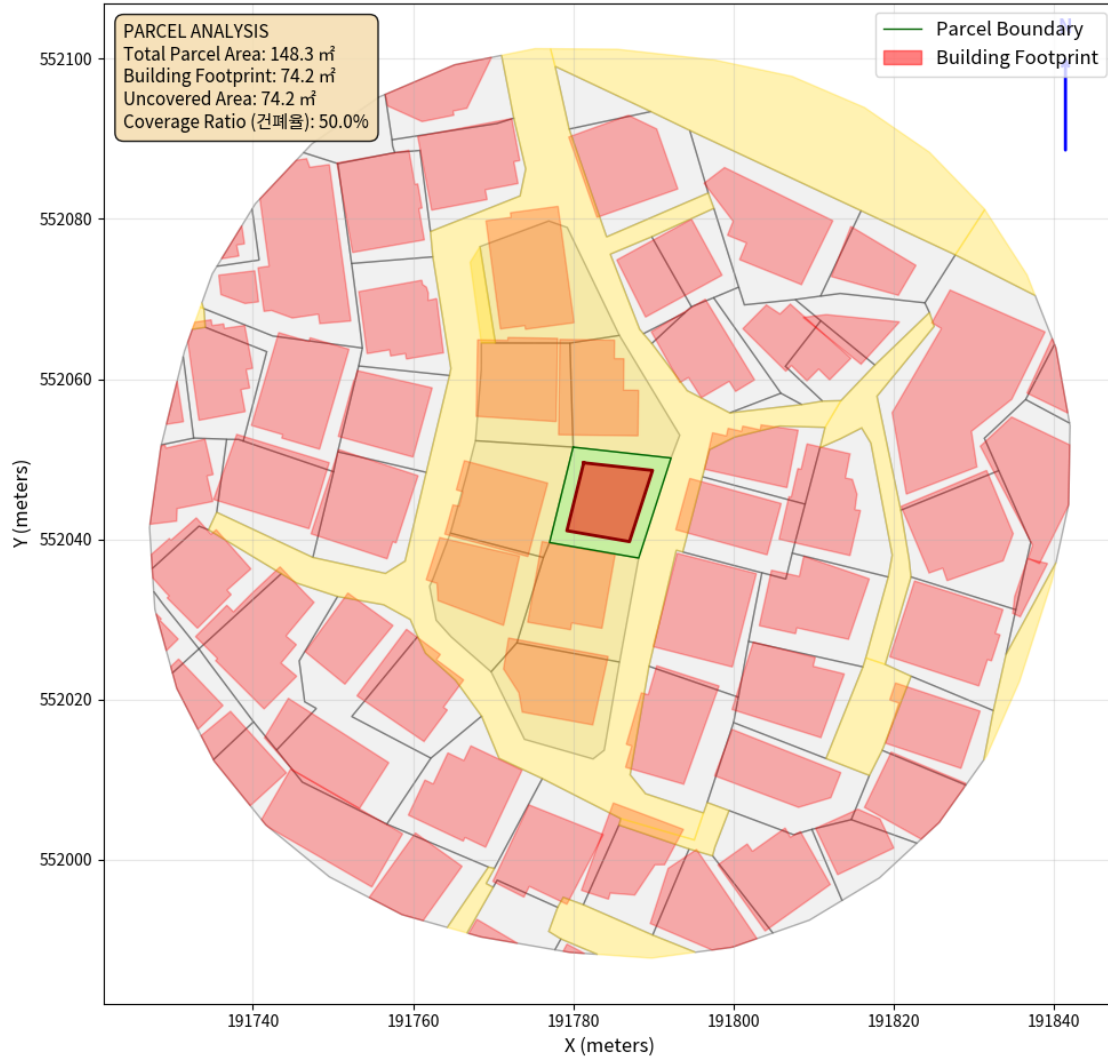 PARCEL ANALYSIS
Total Parcel Area: 148.3 ㎡
Building Footprint: 74.2 ㎡
Uncovered Area: 74.2 ㎡
Coverage Ratio (건폐율): 50.0%
N
Parcel Boundary
Building Footprint
552100
552080
552060
552040
552020
552000
Y (meters)
191740
191760
191780
191800
191820
191840
X (meters)